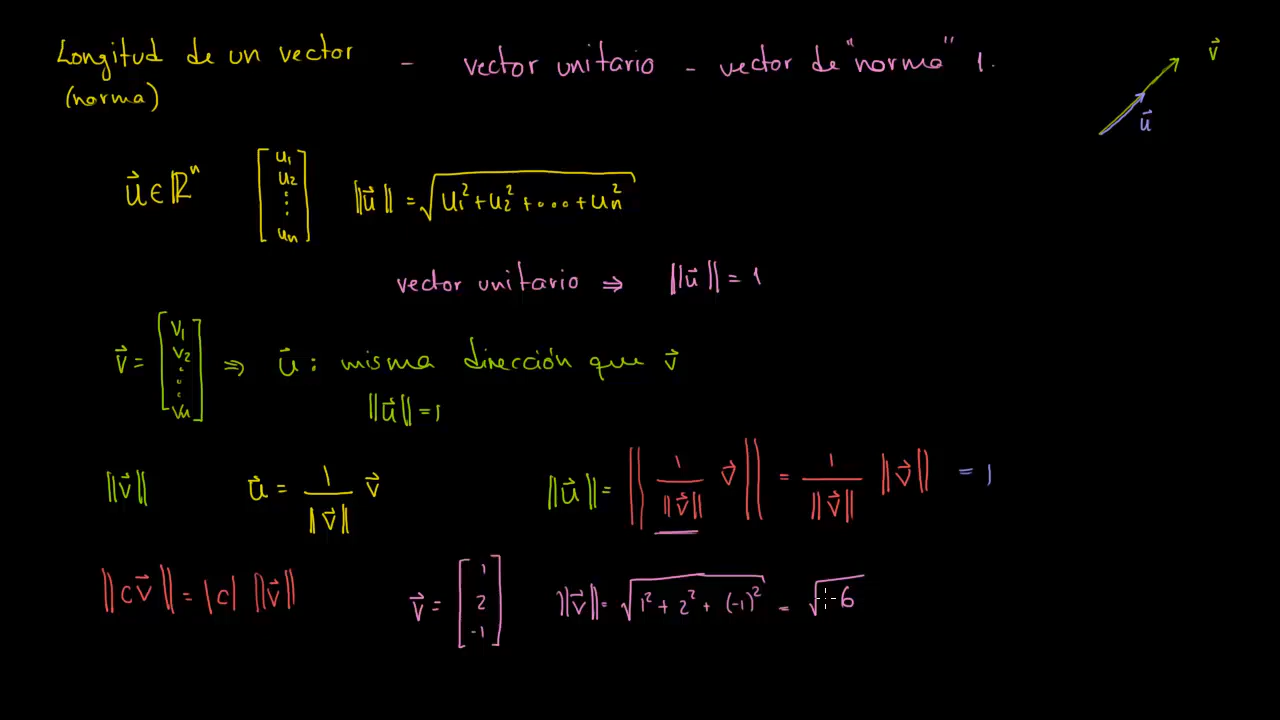 Longitud de un vector - vector unitario - vector de "norma" 1.
(norma)
v⃗
u⃗
u⃗ ∈ ℝⁿ [u₁ u₂ ⋮ uₙ] ‖u⃗‖ = √(u₁² + u₂² + .... + uₙ²)
vector unitario ⇒ ‖u⃗‖ = 1
v⃗ = [v₁ v₂ ⋮ vₙ] ⇒ u⃗ : misma dirección que v⃗
‖u⃗‖ = 1
‖v⃗‖ u⃗ = 1/‖v⃗‖ v⃗ ‖u⃗‖ = ‖ 1/‖v⃗‖ v⃗ ‖ = 1/‖v⃗‖ ‖v⃗‖ = 1
‖cv⃗‖ = |c| ‖v⃗‖ v⃗ = [1 2 -1] ‖v⃗‖ = √(1² + 2² + (-1)²) = √6